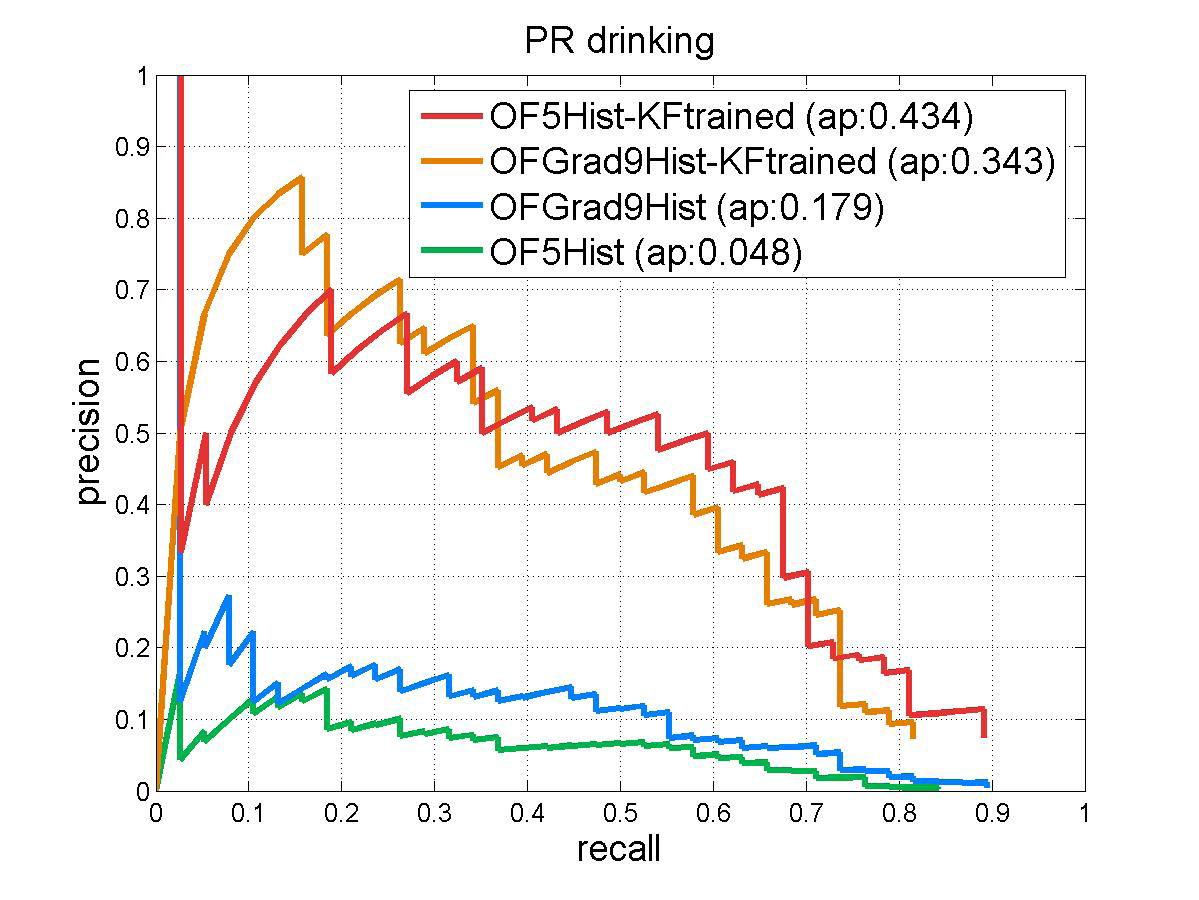 PR drinking
1
0.9
0.8
0.7
0.6
0.5
0.4
0.3
0.2
0.1
0
precision
OF5Hist-KFtrained (ap:0.434)
OFGrad9Hist-KFtrained (ap:0.343)
OFGrad9Hist (ap:0.179)
OF5Hist (ap:0.048)
0 0.1 0.2 0.3 0.4 0.5 0.6 0.7 0.8 0.9 1
recall